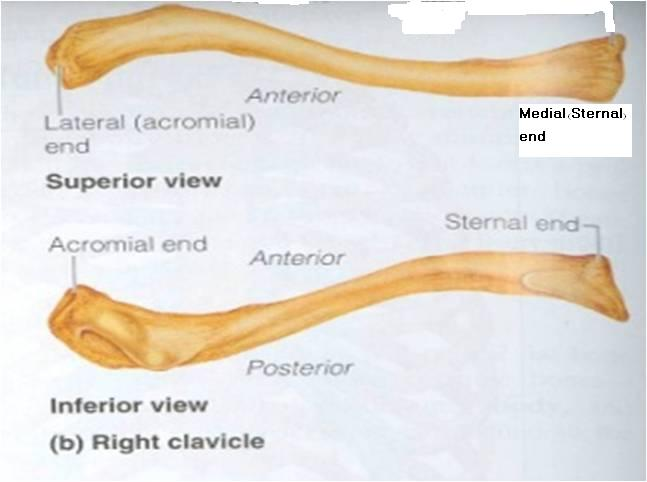 Anterior
Lateral (acromial)
end
Medial(Sternal)
end
Superior view
Sternal end
Acromial end
Anterior
Posterior
Inferior view
(b) Right clavicle